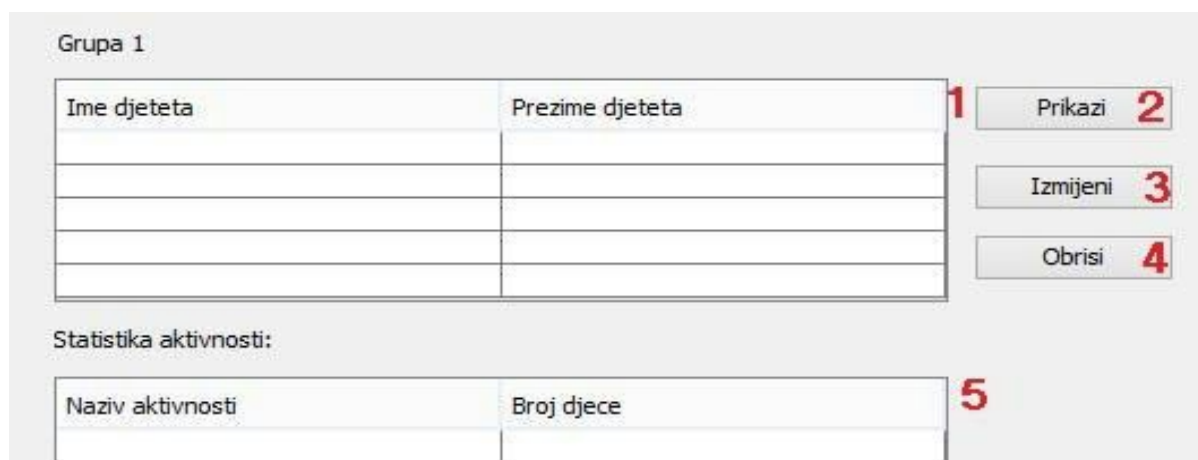 Grupa 1
Ime djeteta Prezime djeteta 1 Prikazi 2
Izmijeni 3
Obrisi 4
Statistika aktivnosti:
Naziv aktivnosti Broj djece 5